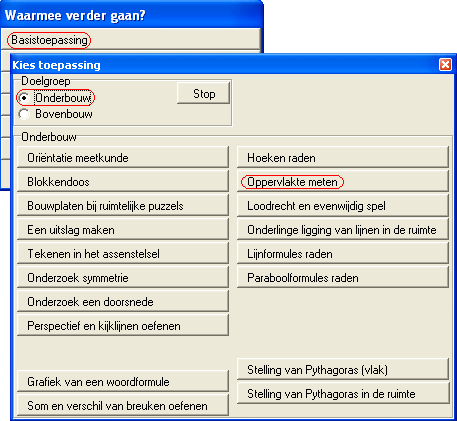 Waarmee verder gaan?
Basistoepassing
Kies toepassing
Doelgroep
Onderbouw
Bovenbouw
Stop
Onderbouw
Oriëntatie meetkunde
Blokkendoos
Bouwplaten bij ruimtelijke puzzels
Een uitslag maken
Tekenen in het assenstelsel
Onderzoek symmetrie
Onderzoek een doorsnede
Perspectief en kijklijnen oefenen
Grafiek van een woordformule
Som en verschil van breuken oefenen
Hoeken raden
Oppervlakte meten
Loodrecht en evenwijdig spel
Onderlinge ligging van lijnen in de ruimte
Lijnformules raden
Paraboolformules raden
Stelling van Pythagoras (vlak)
Stelling van Pythagoras in de ruimte